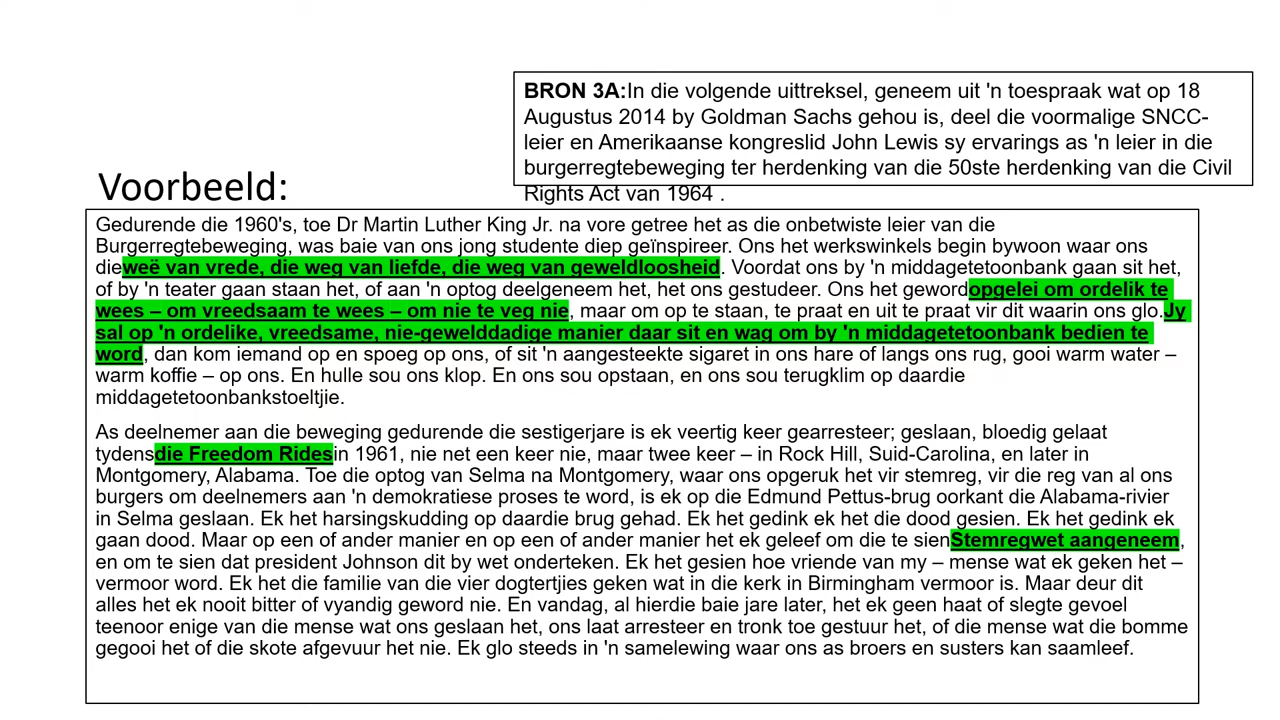 BRON 3A:In die volgende uittreksel, geneem uit 'n toespraak wat op 18
Augustus 2014 by Goldman Sachs gehou is, deel die voormalige SNCC-
leier en Amerikaanse kongreslid John Lewis sy ervarings as 'n leier in die
burgerregtebeweging ter herdenking van die 50ste herdenking van die Civil
Rights Act van 1964 .
Voorbeeld:
Gedurende die 1960's, toe Dr Martin Luther King Jr. na vore getree het as die onbetwiste leier van die
Burgerregtebeweging, was baie van ons jong studente diep geïnspireer. Ons het werkswinkels begin bywoon waar ons
dieweë van vrede, die weg van liefde, die weg van geweldloosheid. Voordat ons by 'n middagetetoonbank gaan sit het,
of by 'n teater gaan staan het, of aan 'n optog deelgeneem het, het ons gestudeer. Ons het gewordopgelei om ordelik te
wees – om vreedsaam te wees – om nie te veg nie, maar om op te staan, te praat en uit te praat vir dit waarin ons glo.Jy
sal op 'n ordelike, vreedsame, nie-gewelddadige manier daar sit en wag om by 'n middagetetoonbank bedien te
word, dan kom iemand op en spoeg op ons, of sit 'n aangesteekte sigaret in ons hare of langs ons rug, gooi warm water –
warm koffie – op ons. En hulle sou ons klop. En ons sou opstaan, en ons sou terugklim op daardie
middagetetoonbankstoeltjie.
As deelnemer aan die beweging gedurende die sestigerjare is ek veertig keer gearresteer; geslaan, bloedig gelaat
tydensdie Freedom Ridesin 1961, nie net een keer nie, maar twee keer – in Rock Hill, Suid-Carolina, en later in
Montgomery, Alabama. Toe die optog van Selma na Montgomery, waar ons opgeruk het vir stemreg, vir die reg van al ons
burgers om deelnemers aan 'n demokratiese proses te word, is ek op die Edmund Pettus-brug oorkant die Alabama-rivier
in Selma geslaan. Ek het harsingskudding op daardie brug gehad. Ek het gedink ek het die dood gesien. Ek het gedink ek
gaan dood. Maar op een of ander manier en op een of ander manier het ek geleef om die te sienStemregwet aangeneem,
en om te sien dat president Johnson dit by wet onderteken. Ek het gesien hoe vriende van my – mense wat ek geken het –
vermoor word. Ek het die familie van die vier dogtertjies geken wat in die kerk in Birmingham vermoor is. Maar deur dit
alles het ek nooit bitter of vyandig geword nie. En vandag, al hierdie baie jare later, het ek geen haat of slegte gevoel
teenoor enige van die mense wat ons geslaan het, ons laat arresteer en tronk toe gestuur het, of die mense wat die bomme
gegooi het of die skote afgevuur het nie. Ek glo steeds in 'n samelewing waar ons as broers en susters kan saamleef.